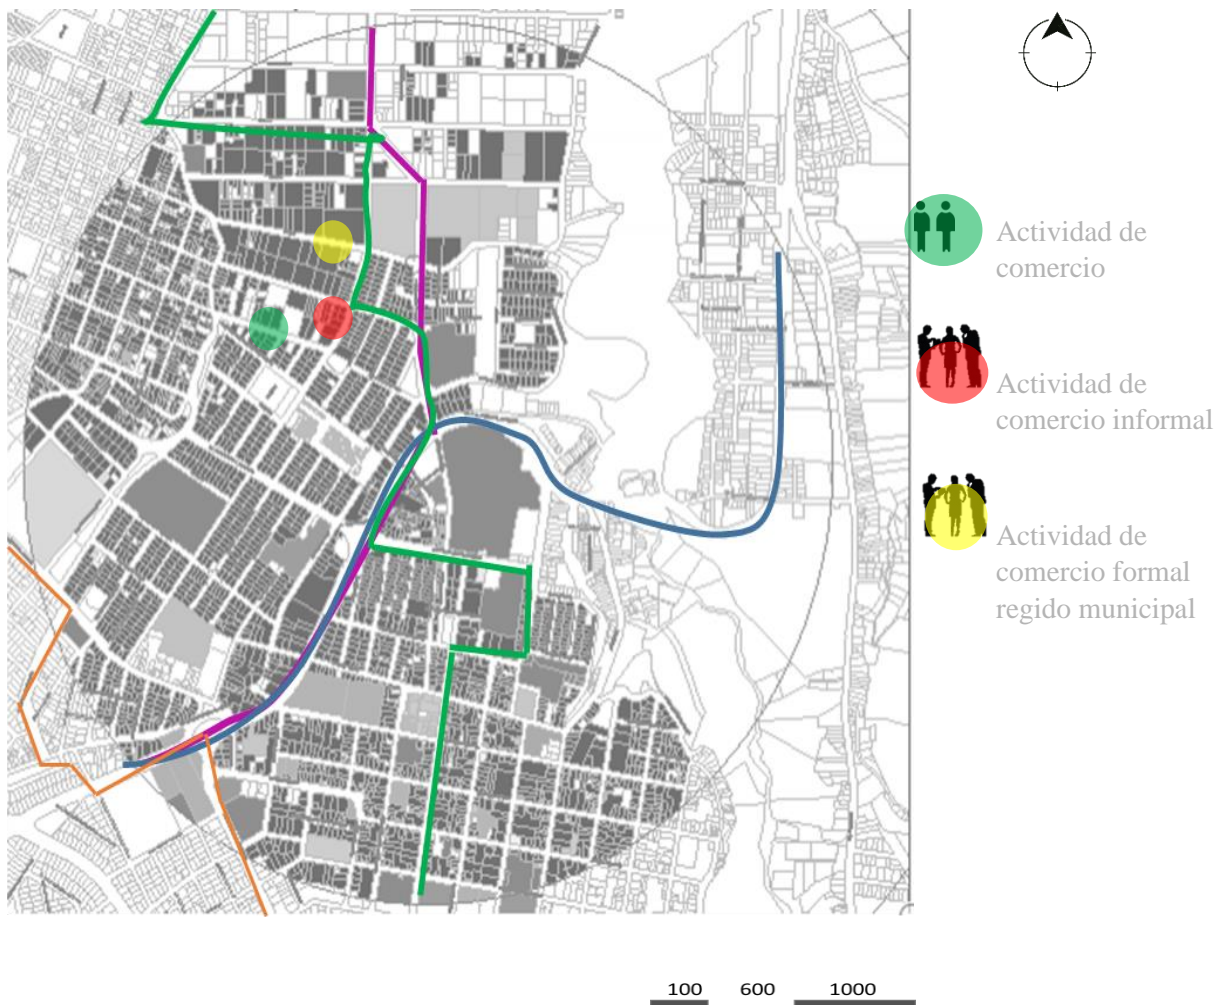 Actividad de
comercio
Actividad de
comercio informal
Actividad de
comercio formal
regido municipal
100 600 1000